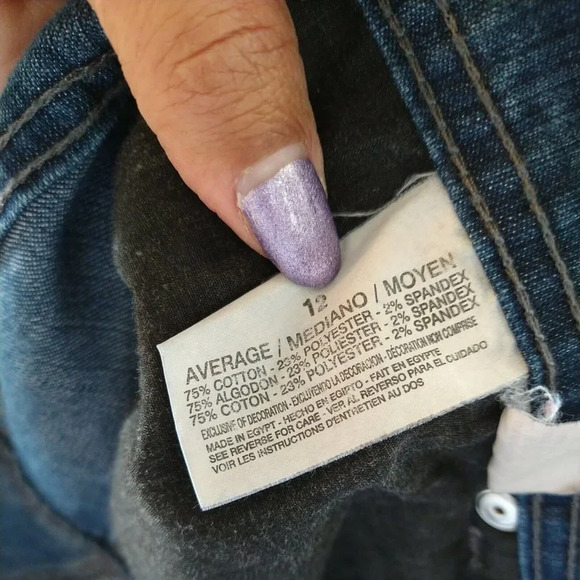 12
AVERAGE / MEDIANO / MOYEN
75% COTTON - 23% POLYESTER - 2% SPANDEX
75% ALGODON - 23% POLIESTER - 2% SPANDEX
75% COTON - 23% POLYESTER - 2% SPANDEX
EXCLUSIVE OF DECORATION - EXCLUYENDO LA DECORACION - DÉCORATION NON COMPRISE
MADE IN EGYPT - HECHO EN EGIPTO - FAIT EN EGYPTE
SEE REVERSE FOR CARE - VER AL REVERSO PARA EL CUIDADO
VOIR LES INSTRUCTIONS D'ENTRETIEN AU DOS